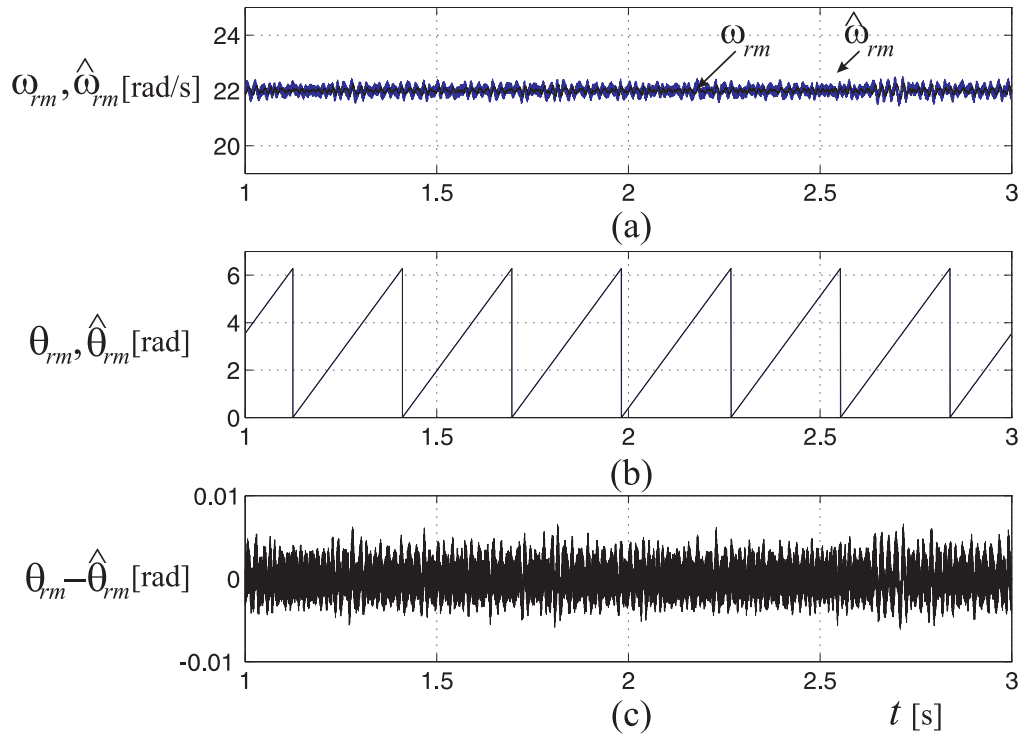 24
22
20
ω_rm, ω̂_rm [rad/s]
ω_rm
ω̂_rm
1 1.5 2 2.5 3
(a)
6
4
2
0
θ_rm, θ̂_rm [rad]
1 1.5 2 2.5 3
(b)
0.01
0
-0.01
θ_rm–θ̂_rm [rad]
1 1.5 2 2.5 3
(c)
t [s]